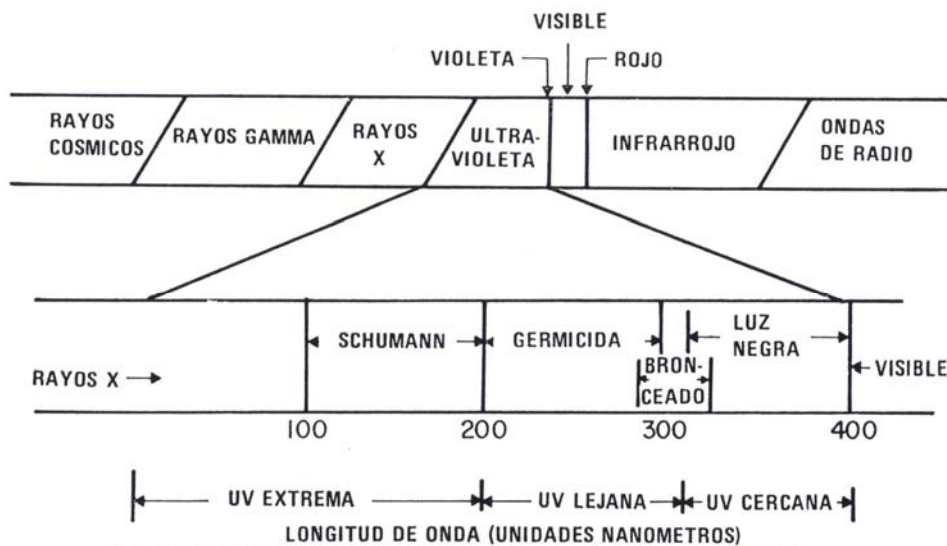 VISIBLE
VIOLETA
ROJO
RAYOS
COSMICOS
RAYOS GAMMA
RAYOS
X
ULTRA-
VIOLETA
INFRARROJO
ONDAS
DE RADIO
RAYOS X
SCHUMANN
GERMICIDA
BRON-
CEADO
LUZ
NEGRA
VISIBLE
100
200
300
400
UV EXTREMA
UV LEJANA
UV CERCANA
LONGITUD DE ONDA (UNIDADES NANOMETROS)